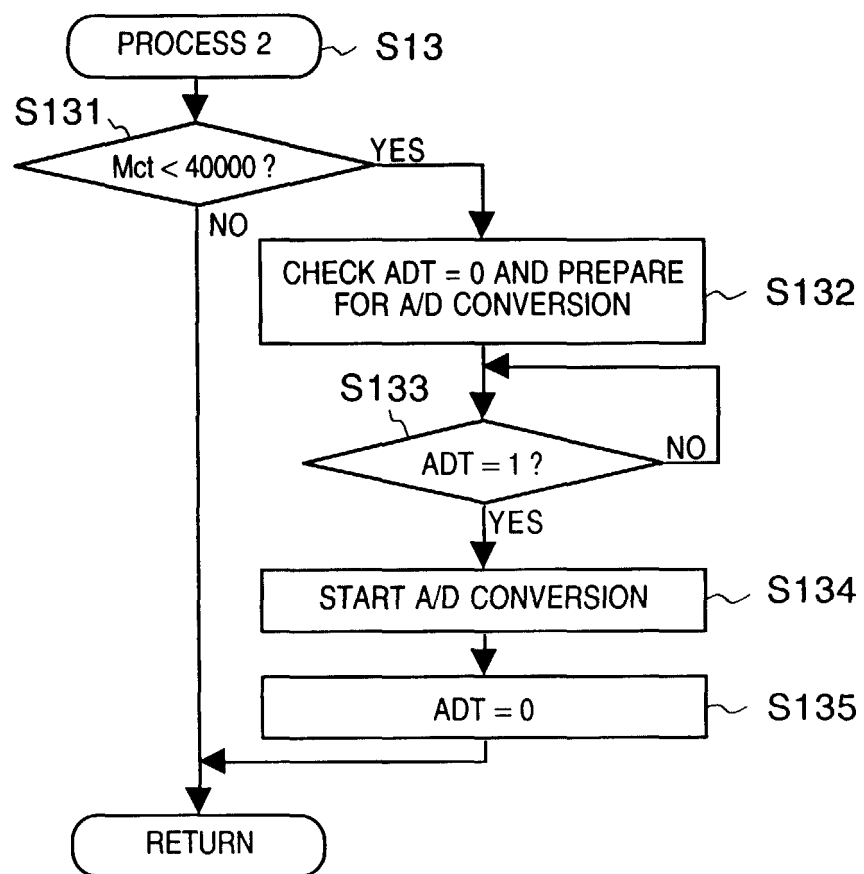 PROCESS 2
S13
S131
Mct < 40000 ?
YES
NO
CHECK ADT = 0 AND PREPARE
FOR A/D CONVERSION
S132
S133
ADT = 1 ?
NO
YES
START A/D CONVERSION
S134
ADT = 0
S135
RETURN